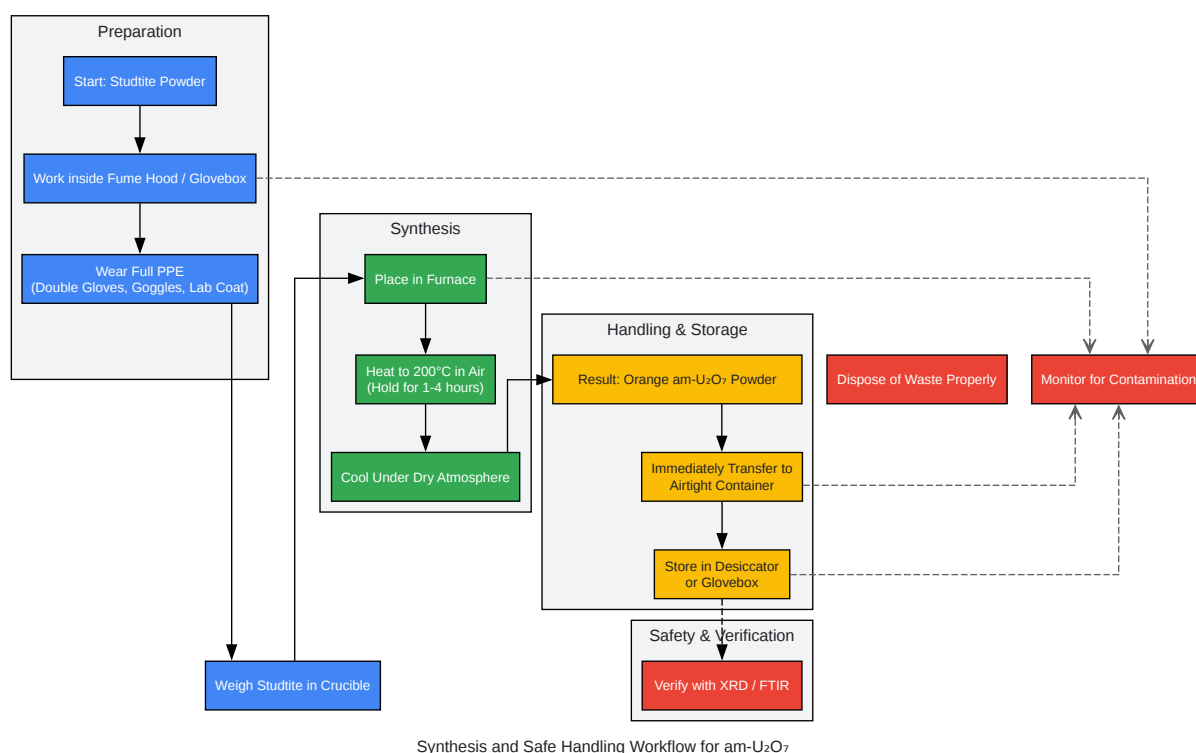 Preparation
Start: Studtite Powder
Work inside Fume Hood / Glovebox
Wear Full PPE
(Double Gloves, Goggles, Lab Coat)
Weigh Studtite in Crucible
Synthesis
Place in Furnace
Heat to 200°C in Air
(Hold for 1-4 hours)
Cool Under Dry Atmosphere
Handling & Storage
Result: Orange am-U₂O₇ Powder
Immediately Transfer to
Airtight Container
Store in Desiccator
or Glovebox
Safety & Verification
Verify with XRD / FTIR
Dispose of Waste Properly
Monitor for Contamination
Synthesis and Safe Handling Workflow for am-U₂O₇